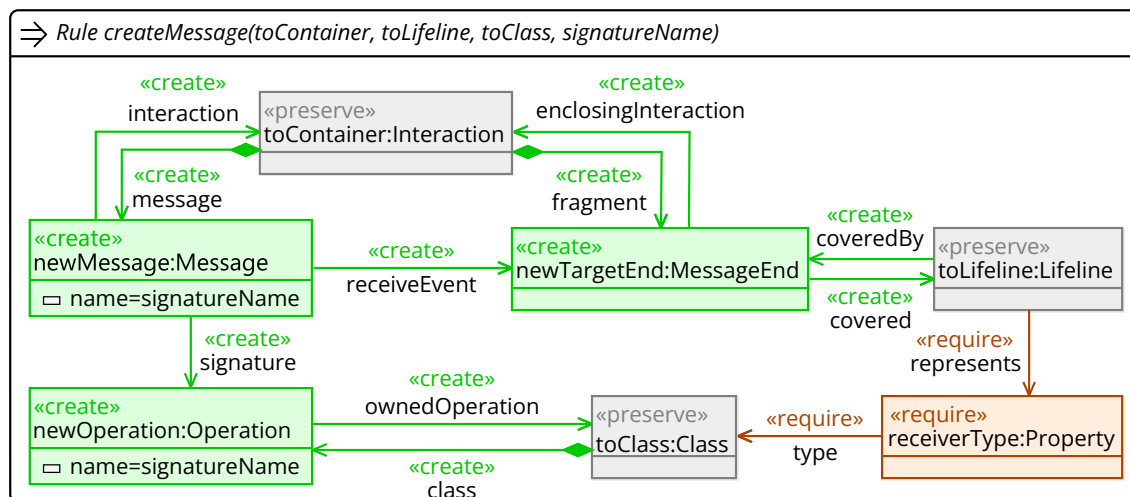 Rule createMessage(toContainer, toLifeline, toClass, signatureName)
«create»
interaction
«preserve»
toContainer:Interaction
«create»
enclosingInteraction
«create»
message
«create»
fragment
«create»
newMessage:Message
name=signatureName
«create»
receiveEvent
«create»
newTargetEnd:MessageEnd
«create»
coveredBy
«create»
covered
«preserve»
toLifeline:Lifeline
«create»
signature
«require»
represents
«create»
newOperation:Operation
name=signatureName
«create»
ownedOperation
«create»
class
«preserve»
toClass:Class
«require»
type
«require»
receiverType:Property